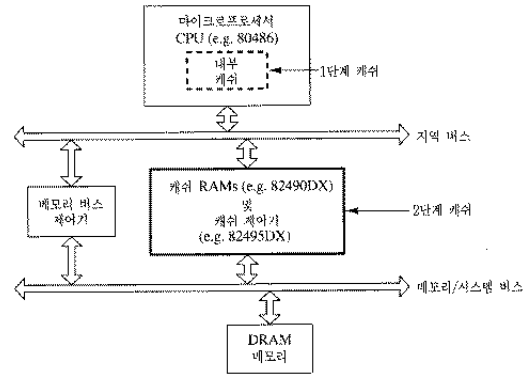 마이크로프로세서
CPU (e.g. 80486)
내부
캐쉬
1단계 캐쉬
지역 버스
메모리 버스
제어기
캐쉬 RAMs (e.g. 82490DX)
및
캐쉬 제어기
(e.g. 82495DX)
2단계 캐쉬
메모리/시스템 버스
DRAM
메모리